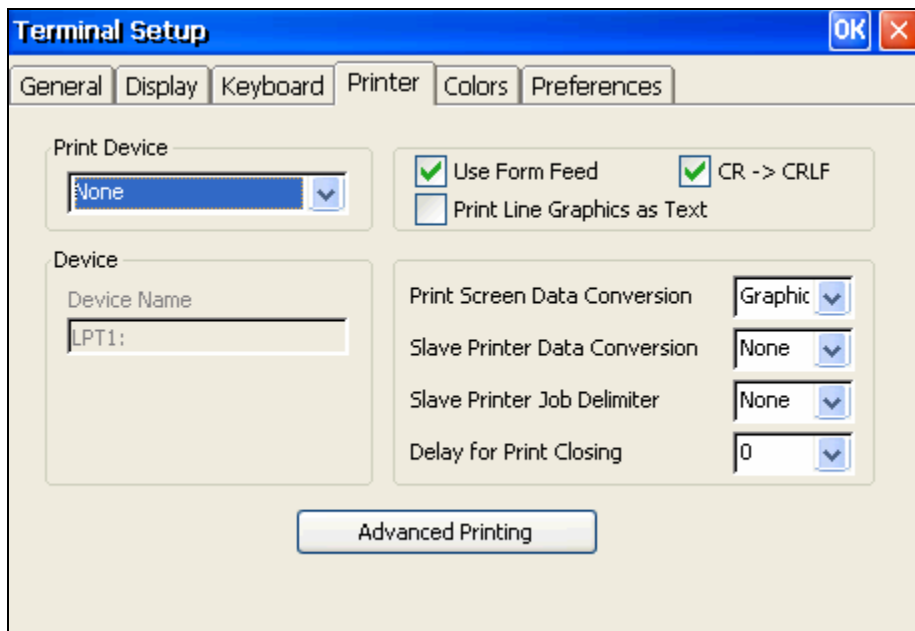 Terminal Setup OK
General Display Keyboard Printer Colors Preferences
Print Device
None
Use Form Feed CR -> CRLF
Print Line Graphics as Text
Device
Device Name
LPT1:
Print Screen Data Conversion Graphic
Slave Printer Data Conversion None
Slave Printer Job Delimiter None
Delay for Print Closing 0
Advanced Printing